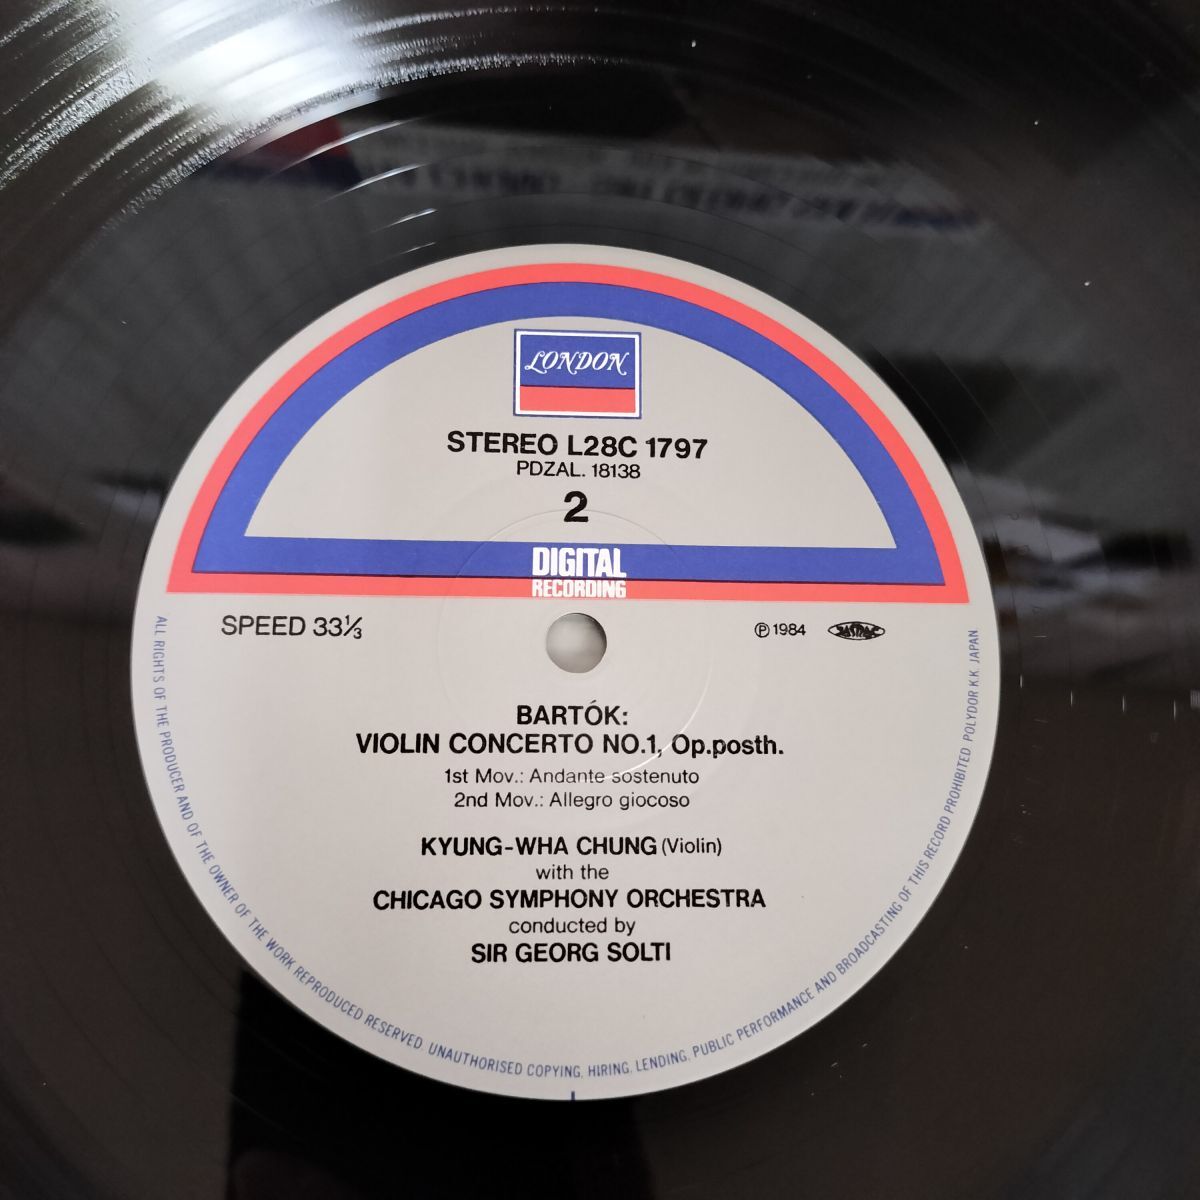 LONDON
STEREO L28C 1797
PDZAL. 18138
2
DIGITAL
RECORDING
SPEED 33⅓
℗1984
JASRAC
BARTÓK:
VIOLIN CONCERTO NO.1, Op.posth.
1st Mov.: Andante sostenuto
2nd Mov.: Allegro giocoso
KYUNG-WHA CHUNG (Violin)
with the
CHICAGO SYMPHONY ORCHESTRA
conducted by
SIR GEORG SOLTI
ALL RIGHTS OF THE PRODUCER AND OF THE OWNER OF THE WORK REPRODUCED RESERVED. UNAUTHORISED COPYING, HIRING, LENDING, PUBLIC PERFORMANCE AND BROADCASTING OF THIS RECORD PROHIBITED POLYDOR K.K. JAPAN